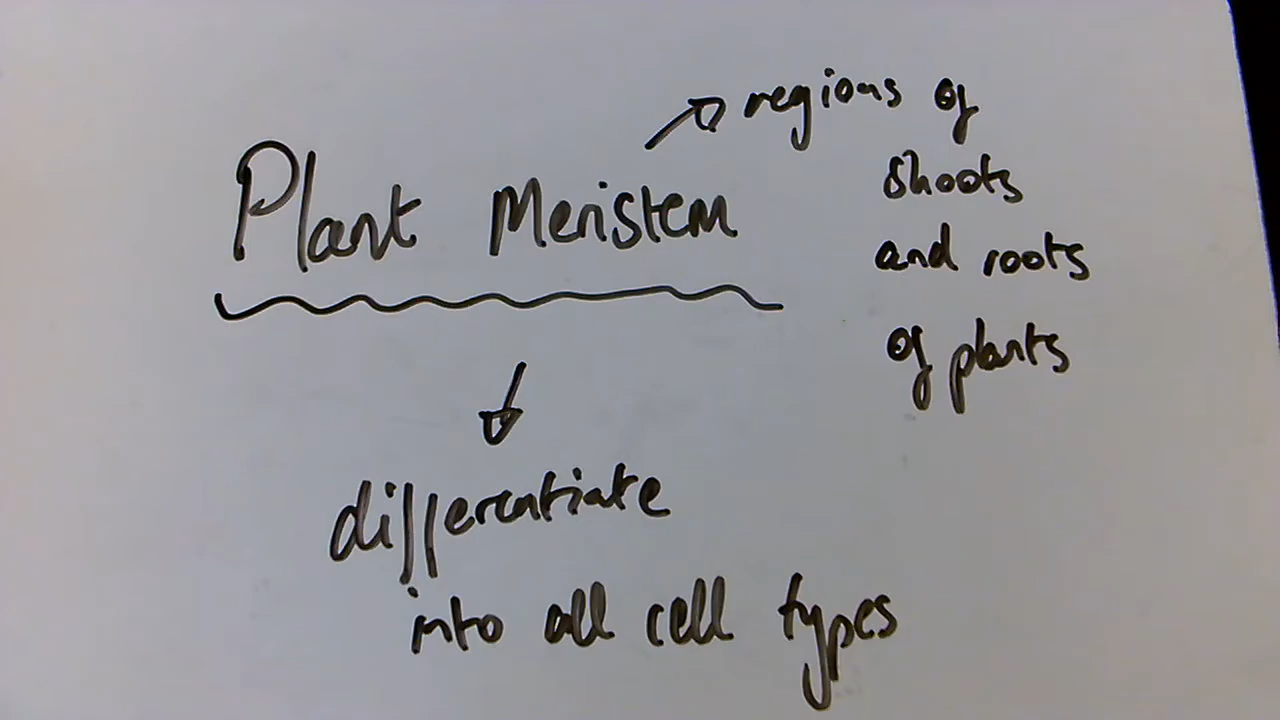 Plant Meristem
regions of
shoots
and roots
of plants
differentiate
into all cell types